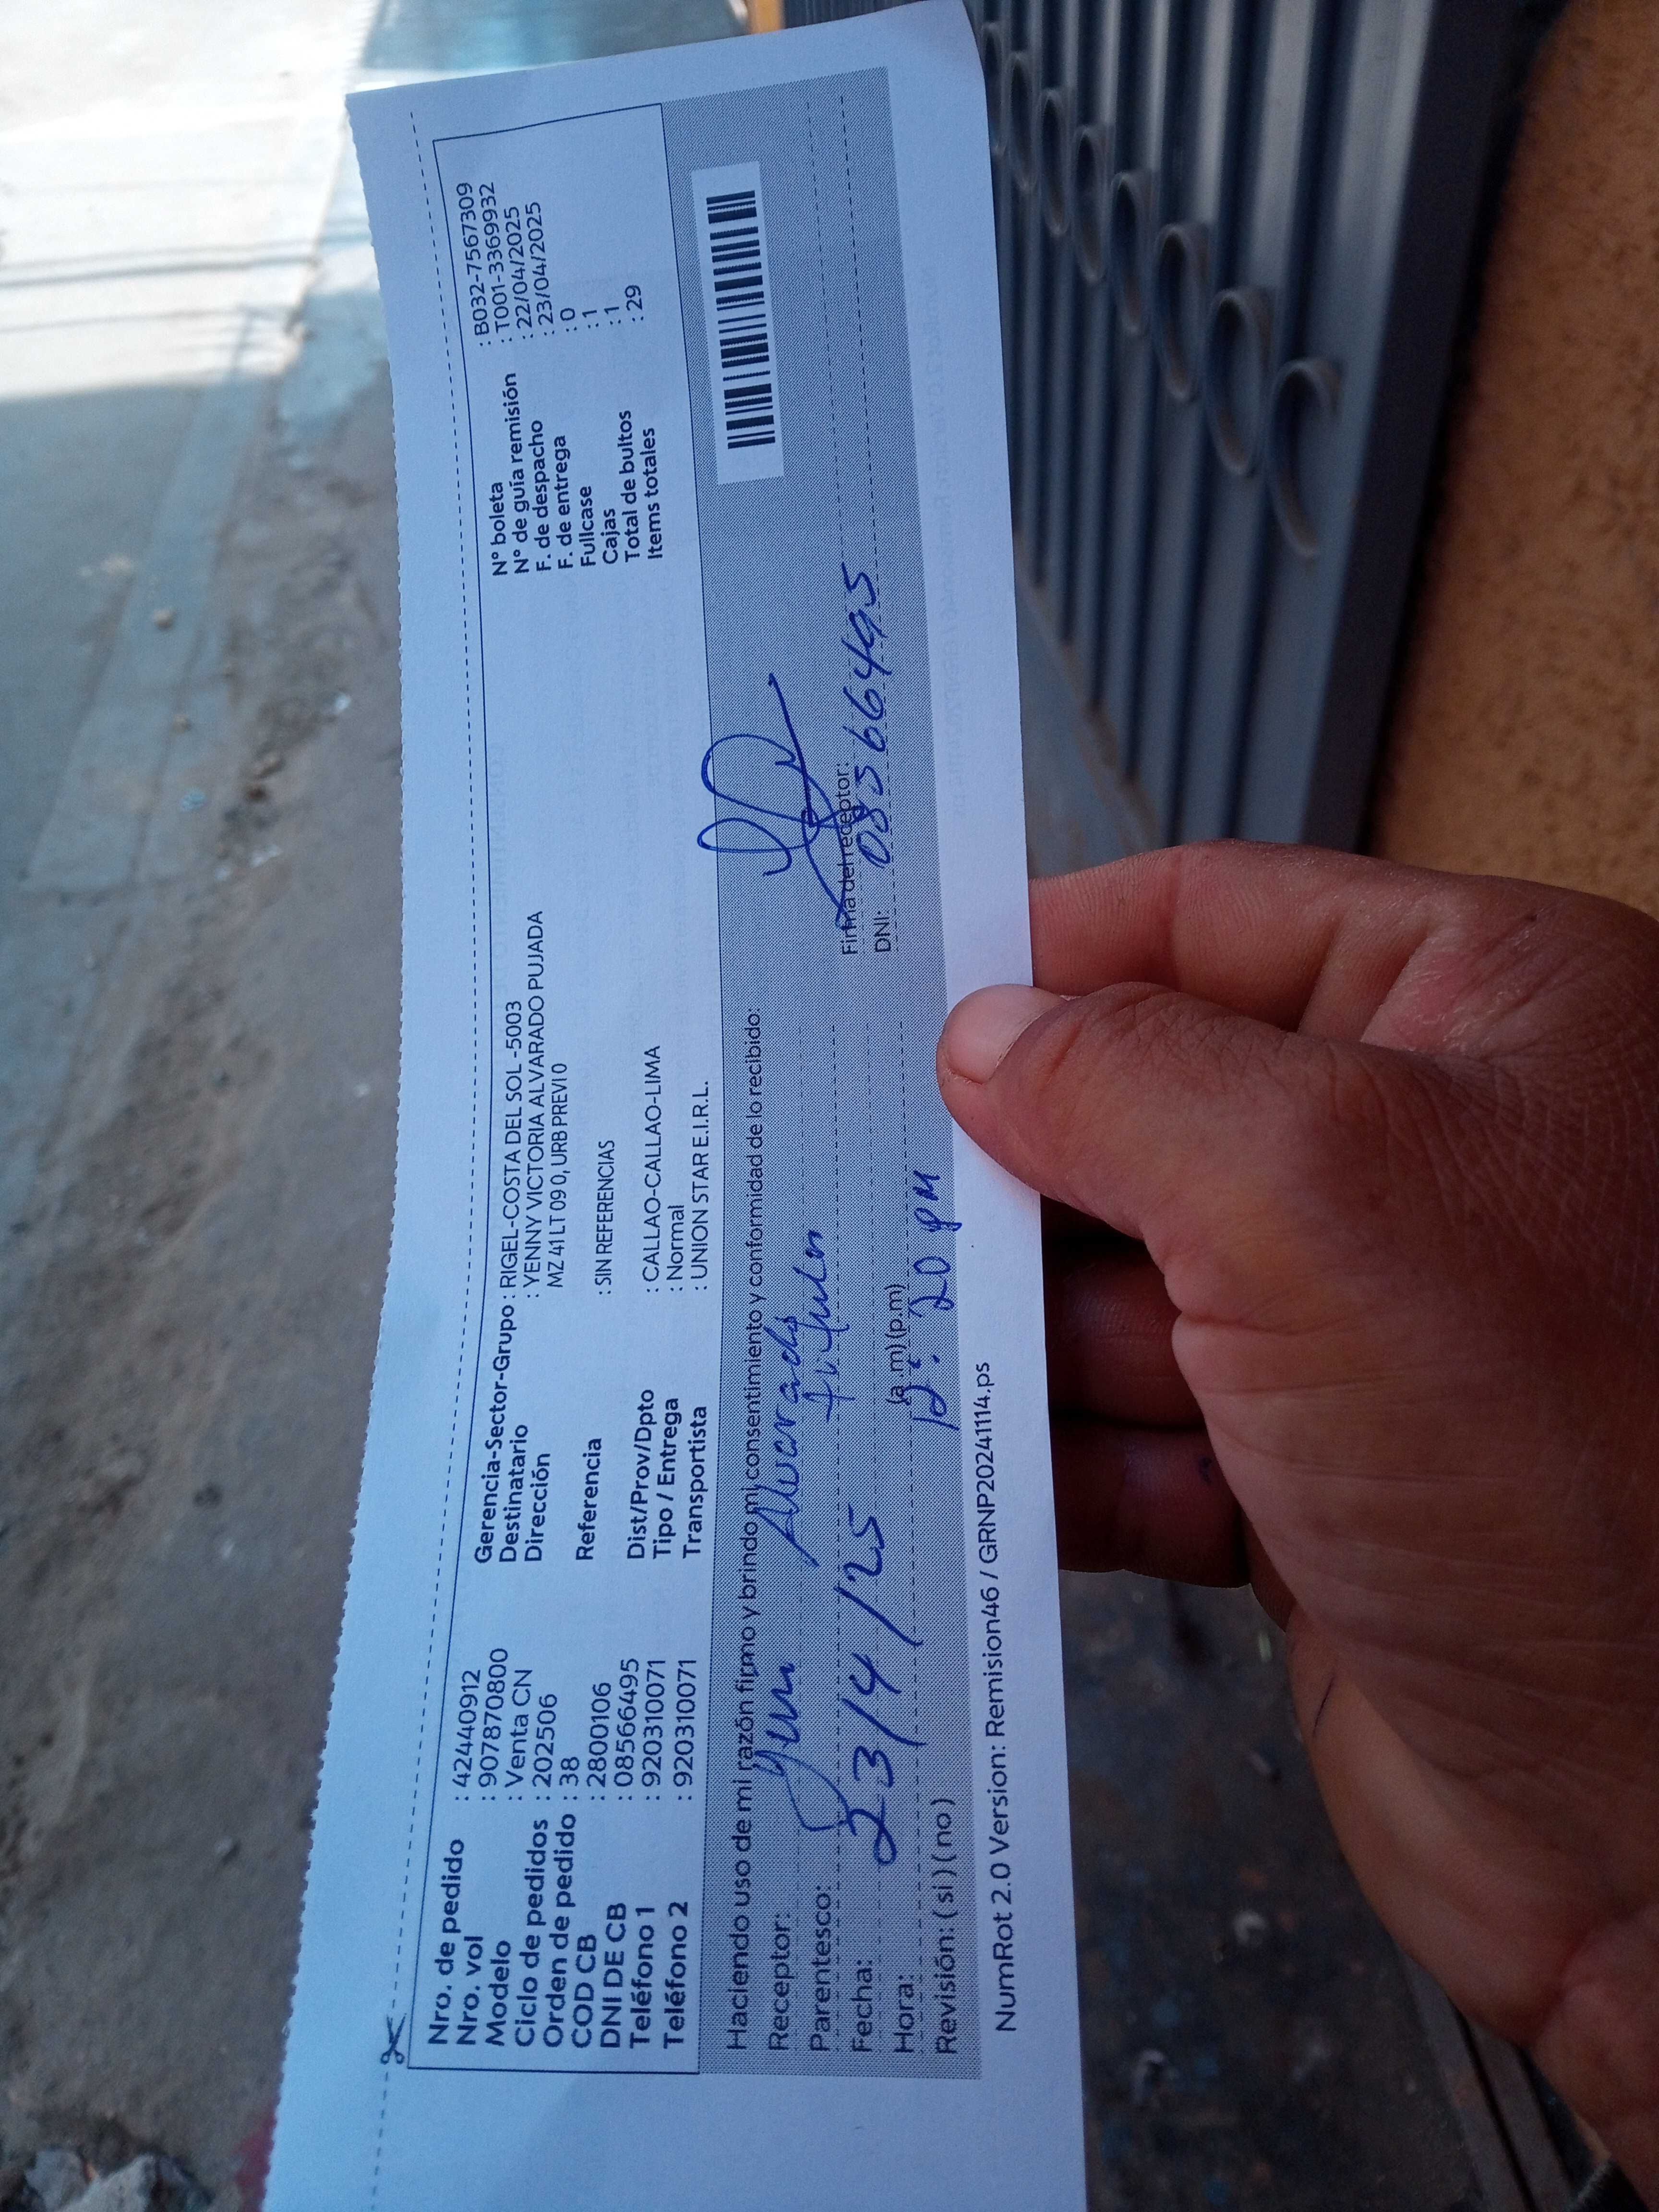 Nro. de pedido : 42440912
Nro. vol : 907870800
Modelo : Venta CN
Ciclo de pedidos : 202506
Orden de pedido : 38
COD CB : 2800106
DNI DE CB : 08566495
Teléfono 1 : 920310071
Teléfono 2 : 920310071
Gerencia-Sector-Grupo : RIGEL-COSTA DEL SOL -5003
Destinatario : YENNY VICTORIA ALVARADO PUJADA
Dirección MZ 41 LT 09 0, URB PREVI 0
Referencia : SIN REFERENCIAS
Dist/Prov/Dpto : CALLAO-CALLAO-LIMA
Tipo / Entrega : Normal
Transportista : UNION STAR E.I.R.L.
N° boleta : B032-7567309
N° de guía remisión : T001-3369932
F. de despacho : 22/04/2025
F. de entrega : 23/04/2025
Fullcase : 0
Cajas : 1
Total de bultos : 1
Items totales : 29
Haciendo uso de mi razón firmo y brindo mi consentimiento y conformidad de lo recibido:
Receptor: Alvarado
Parentesco: Titular
Fecha: 23/4/25
Hora: (a.m) (p.m) 12:20 PM
Revisión: (si) (no)
Firma del receptor:
DNI: 08566495
NumRot 2.0 Version: Remision46 / GRNP20241114.ps